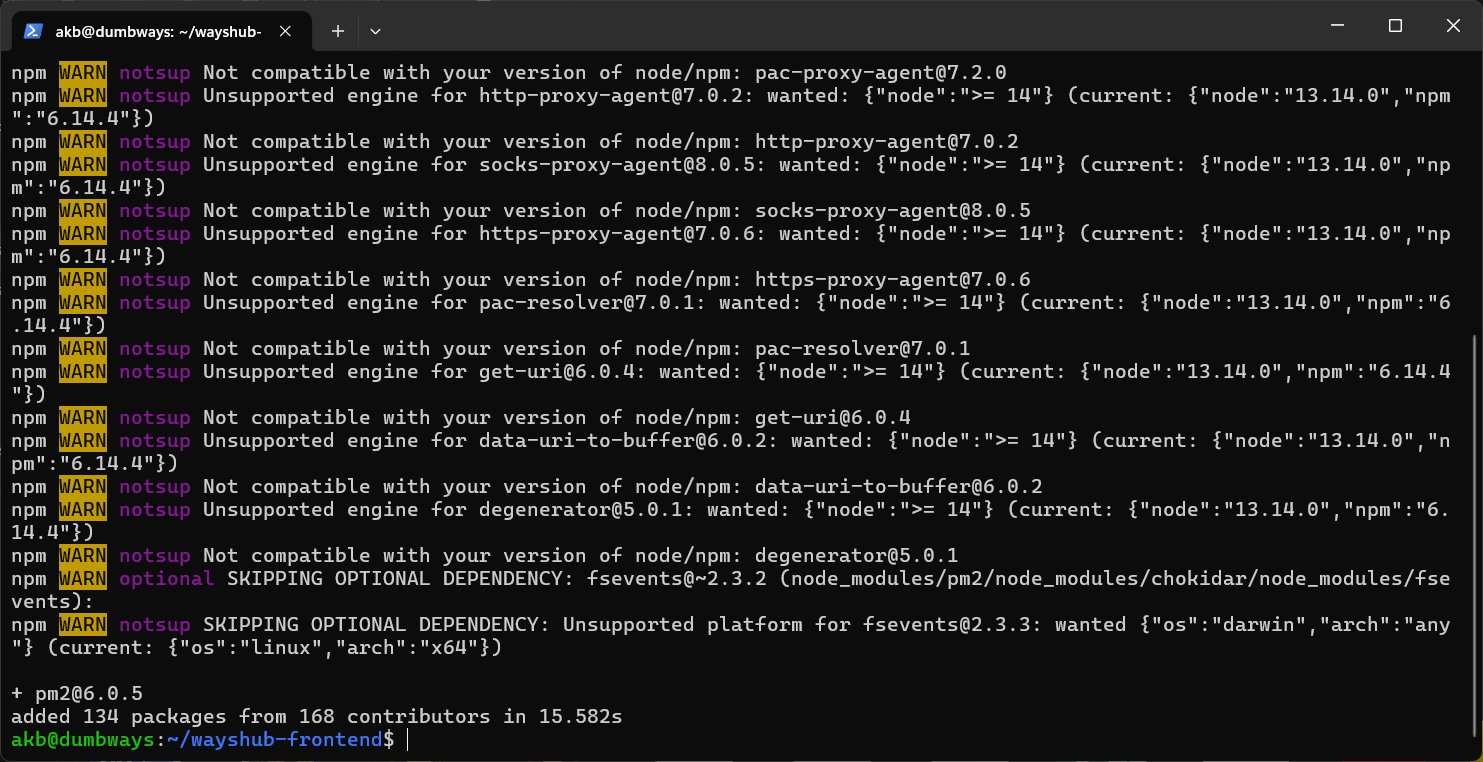 akb@dumbways: ~/wayshub-
npm WARN notsup Not compatible with your version of node/npm: pac-proxy-agent@7.2.0
npm WARN notsup Unsupported engine for http-proxy-agent@7.0.2: wanted: {"node":">= 14"} (current: {"node":"13.14.0","npm
":"6.14.4"})
npm WARN notsup Not compatible with your version of node/npm: http-proxy-agent@7.0.2
npm WARN notsup Unsupported engine for socks-proxy-agent@8.0.5: wanted: {"node":">= 14"} (current: {"node":"13.14.0","np
m":"6.14.4"})
npm WARN notsup Not compatible with your version of node/npm: socks-proxy-agent@8.0.5
npm WARN notsup Unsupported engine for https-proxy-agent@7.0.6: wanted: {"node":">= 14"} (current: {"node":"13.14.0","np
m":"6.14.4"})
npm WARN notsup Not compatible with your version of node/npm: https-proxy-agent@7.0.6
npm WARN notsup Unsupported engine for pac-resolver@7.0.1: wanted: {"node":">= 14"} (current: {"node":"13.14.0","npm":"6
.14.4"})
npm WARN notsup Not compatible with your version of node/npm: pac-resolver@7.0.1
npm WARN notsup Unsupported engine for get-uri@6.0.4: wanted: {"node":">= 14"} (current: {"node":"13.14.0","npm":"6.14.4
"})
npm WARN notsup Not compatible with your version of node/npm: get-uri@6.0.4
npm WARN notsup Unsupported engine for data-uri-to-buffer@6.0.2: wanted: {"node":">= 14"} (current: {"node":"13.14.0","n
pm":"6.14.4"})
npm WARN notsup Not compatible with your version of node/npm: data-uri-to-buffer@6.0.2
npm WARN notsup Unsupported engine for degenerator@5.0.1: wanted: {"node":">= 14"} (current: {"node":"13.14.0","npm":"6.
14.4"})
npm WARN notsup Not compatible with your version of node/npm: degenerator@5.0.1
npm WARN optional SKIPPING OPTIONAL DEPENDENCY: fsevents@~2.3.2 (node_modules/pm2/node_modules/chokidar/node_modules/fse
vents):
npm WARN notsup SKIPPING OPTIONAL DEPENDENCY: Unsupported platform for fsevents@2.3.3: wanted {"os":"darwin","arch":"any
"} (current: {"os":"linux","arch":"x64"})
+ pm2@6.0.5
added 134 packages from 168 contributors in 15.582s
akb@dumbways:~/wayshub-frontend$